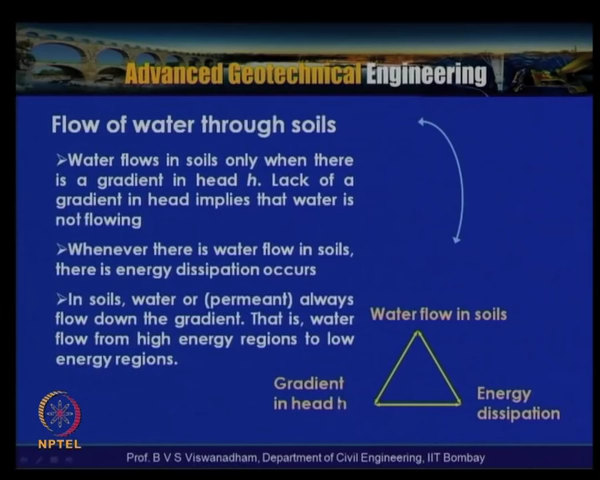 Advanced Geotechnical Engineering
Flow of water through soils
➢Water flows in soils only when there
is a gradient in head h. Lack of a
gradient in head implies that water is
not flowing
➢Whenever there is water flow in soils,
there is energy dissipation occurs
➢In soils, water or (permeant) always
flow down the gradient. That is, water
flow from high energy regions to low
energy regions.
Water flow in soils
Gradient
in head h
Energy
dissipation
NPTEL
Prof. B V S Viswanadham, Department of Civil Engineering, IIT Bombay